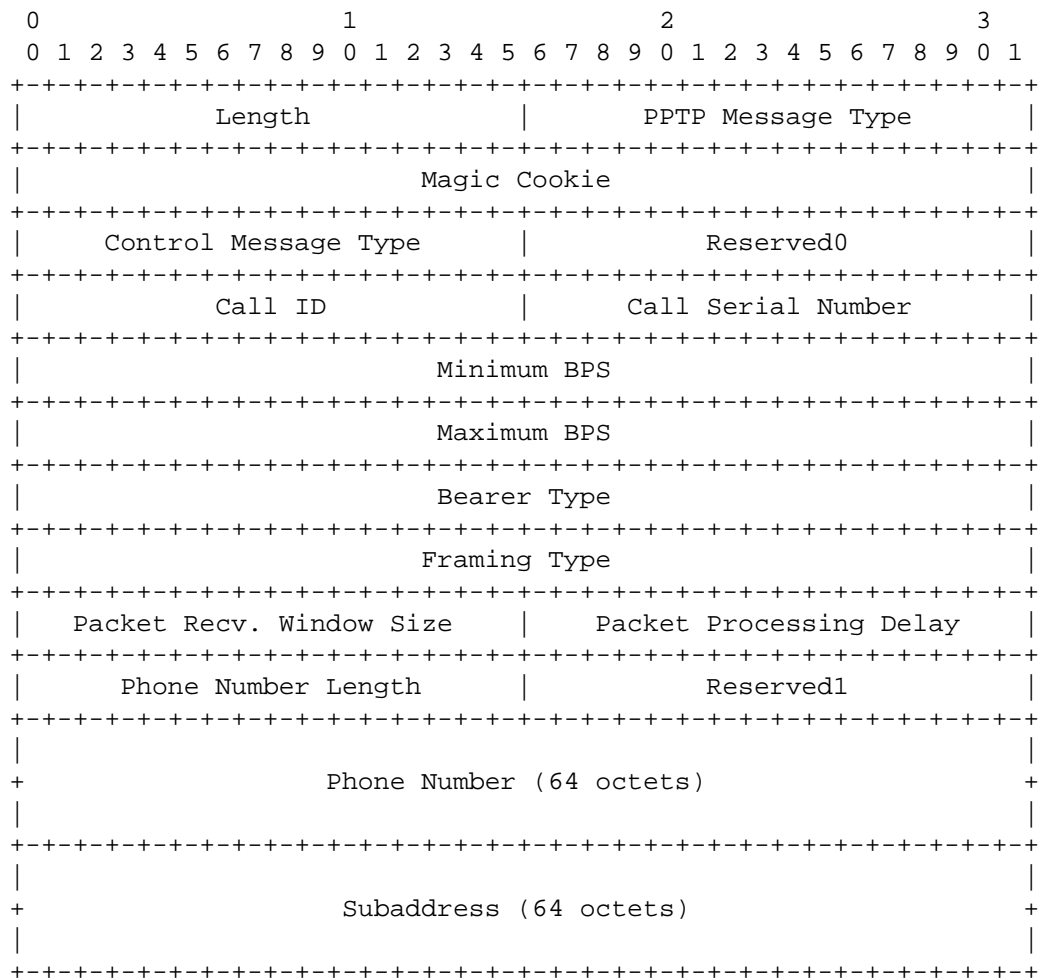 0                   1                   2                   3
 0 1 2 3 4 5 6 7 8 9 0 1 2 3 4 5 6 7 8 9 0 1 2 3 4 5 6 7 8 9 0 1
+-+-+-+-+-+-+-+-+-+-+-+-+-+-+-+-+-+-+-+-+-+-+-+-+-+-+-+-+-+-+-+-+
|            Length             |       PPTP Message Type       |
+-+-+-+-+-+-+-+-+-+-+-+-+-+-+-+-+-+-+-+-+-+-+-+-+-+-+-+-+-+-+-+-+
|                         Magic Cookie                          |
+-+-+-+-+-+-+-+-+-+-+-+-+-+-+-+-+-+-+-+-+-+-+-+-+-+-+-+-+-+-+-+-+
|     Control Message Type      |           Reserved0           |
+-+-+-+-+-+-+-+-+-+-+-+-+-+-+-+-+-+-+-+-+-+-+-+-+-+-+-+-+-+-+-+-+
|            Call ID            |      Call Serial Number       |
+-+-+-+-+-+-+-+-+-+-+-+-+-+-+-+-+-+-+-+-+-+-+-+-+-+-+-+-+-+-+-+-+
|                          Minimum BPS                          |
+-+-+-+-+-+-+-+-+-+-+-+-+-+-+-+-+-+-+-+-+-+-+-+-+-+-+-+-+-+-+-+-+
|                          Maximum BPS                          |
+-+-+-+-+-+-+-+-+-+-+-+-+-+-+-+-+-+-+-+-+-+-+-+-+-+-+-+-+-+-+-+-+
|                          Bearer Type                          |
+-+-+-+-+-+-+-+-+-+-+-+-+-+-+-+-+-+-+-+-+-+-+-+-+-+-+-+-+-+-+-+-+
|                         Framing Type                          |
+-+-+-+-+-+-+-+-+-+-+-+-+-+-+-+-+-+-+-+-+-+-+-+-+-+-+-+-+-+-+-+-+
|   Packet Recv. Window Size    |    Packet Processing Delay    |
+-+-+-+-+-+-+-+-+-+-+-+-+-+-+-+-+-+-+-+-+-+-+-+-+-+-+-+-+-+-+-+-+
|      Phone Number Length      |           Reserved1           |
+-+-+-+-+-+-+-+-+-+-+-+-+-+-+-+-+-+-+-+-+-+-+-+-+-+-+-+-+-+-+-+-+
|                                                               |
+                   Phone Number (64 octets)                    +
|                                                               |
+-+-+-+-+-+-+-+-+-+-+-+-+-+-+-+-+-+-+-+-+-+-+-+-+-+-+-+-+-+-+-+-+
|                                                               |
+                    Subaddress (64 octets)                     +
|                                                               |
+-+-+-+-+-+-+-+-+-+-+-+-+-+-+-+-+-+-+-+-+-+-+-+-+-+-+-+-+-+-+-+-+